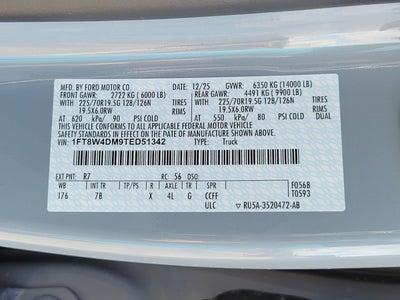 MFD. BY FORD MOTOR CO. 12/25 GVWR: 6350 KG (14000 LB)
FRONT GAWR: 2722 KG (6000 LB) REAR GAWR: 4491 KG (9900 LB)
WITH WITH
225/70R19.5G 128/126N TIRES 225/70R19.5G 128/126N TIRES
19.5X6.0RW RIMS 19.5X6.0RW RIMS
AT 620 kPa/ 90 PSI COLD AT 550 kPa/ 80 PSI COLD
THIS VEHICLE CONFORMS TO ALL APPLICABLE FEDERAL MOTOR VEHICLE
SAFETY STANDARDS IN EFFECT ON THE DATE OF MANUFACTURE SHOWN ABOVE.
VIN: 1FT8W4DM9TED51342 TYPE: Truck
EXT PNT: R7 RC: 56 DSO: F056B
WB INT TR TP/PS R AXLE TR SPR T0593
176 7B X 4L G CCFF
ULC RU5A-3520472-AB